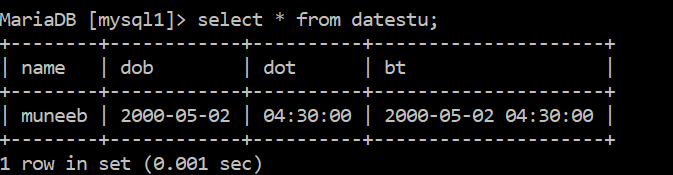 MariaDB [mysql1]> select * from datestu;
+--------+------------+----------+---------------------+
| name   | dob        | dot      | bt                  |
+--------+------------+----------+---------------------+
| muneeb | 2000-05-02 | 04:30:00 | 2000-05-02 04:30:00 |
+--------+------------+----------+---------------------+
1 row in set (0.001 sec)